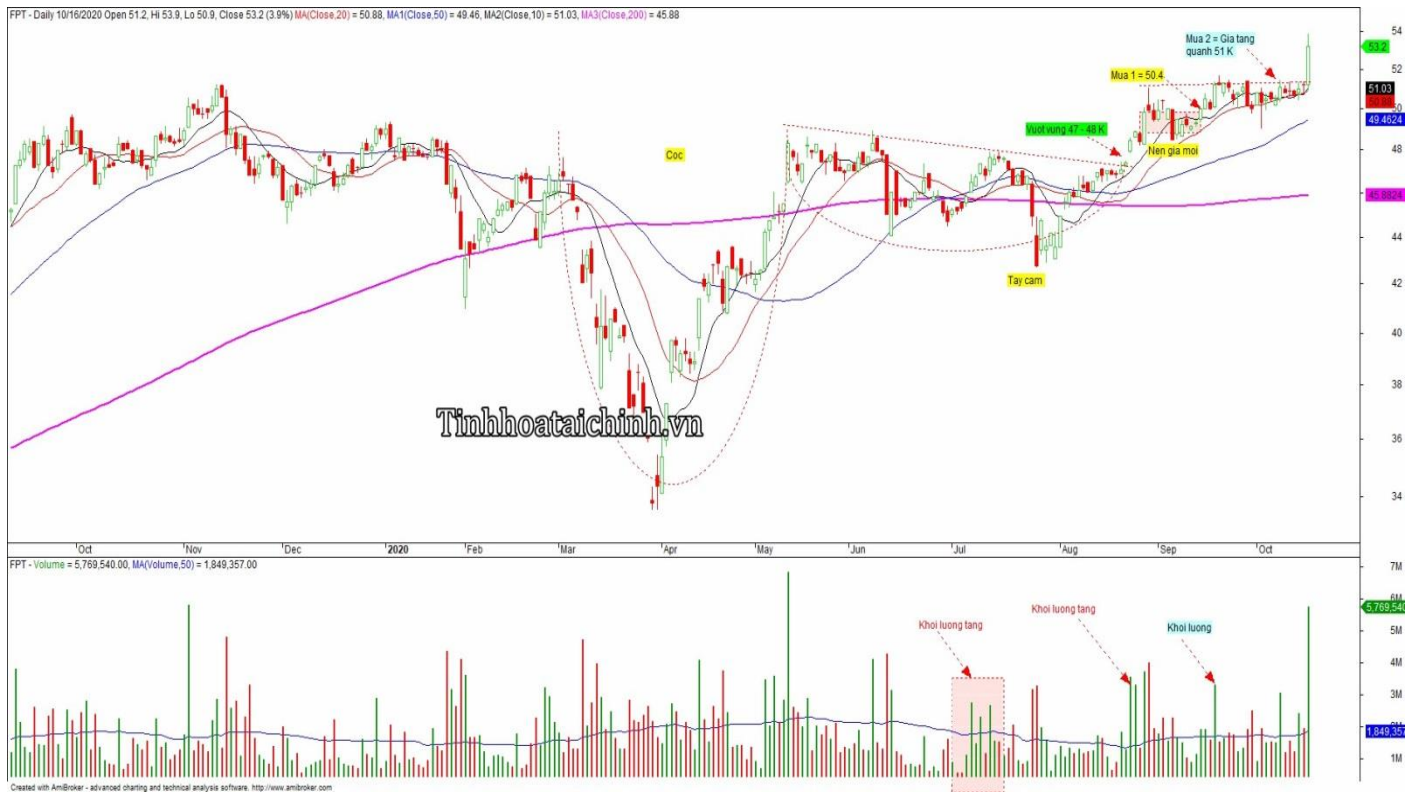 FPT - Daily 10/16/2020 Open 51.2, Hi 53.9, Lo 50.9, Close 53.2 (3.9%) MA(Close,20) = 50.88, MA1(Close,50) = 49.46, MA2(Close,10) = 51.03, MA3(Close,200) = 45.88
Mua 2 = Gia tang
quanh 51 K
Mua 1 = 50.4
Vuot vung 47 - 48 K
Nen gia moi
Coc
Tay cam
Tinhhoataichinh.vn
54
53.2
52
51.03
50.88
50
49.4624
48
45.8824
44
42
40
38
36
34
Oct Nov Dec 2020 Feb Mar Apr May Jun Jul Aug Sep Oct
FPT - Volume = 5,769,540.00, MA(Volume,50) = 1,849,357.00
Khoi luong tang
Khoi luong tang
Khoi luong
7M
6M
5,769,540
5M
4M
3M
2M
1,849,357
1M
Created with AmiBroker - advanced charting and technical analysis software. http://www.amibroker.com